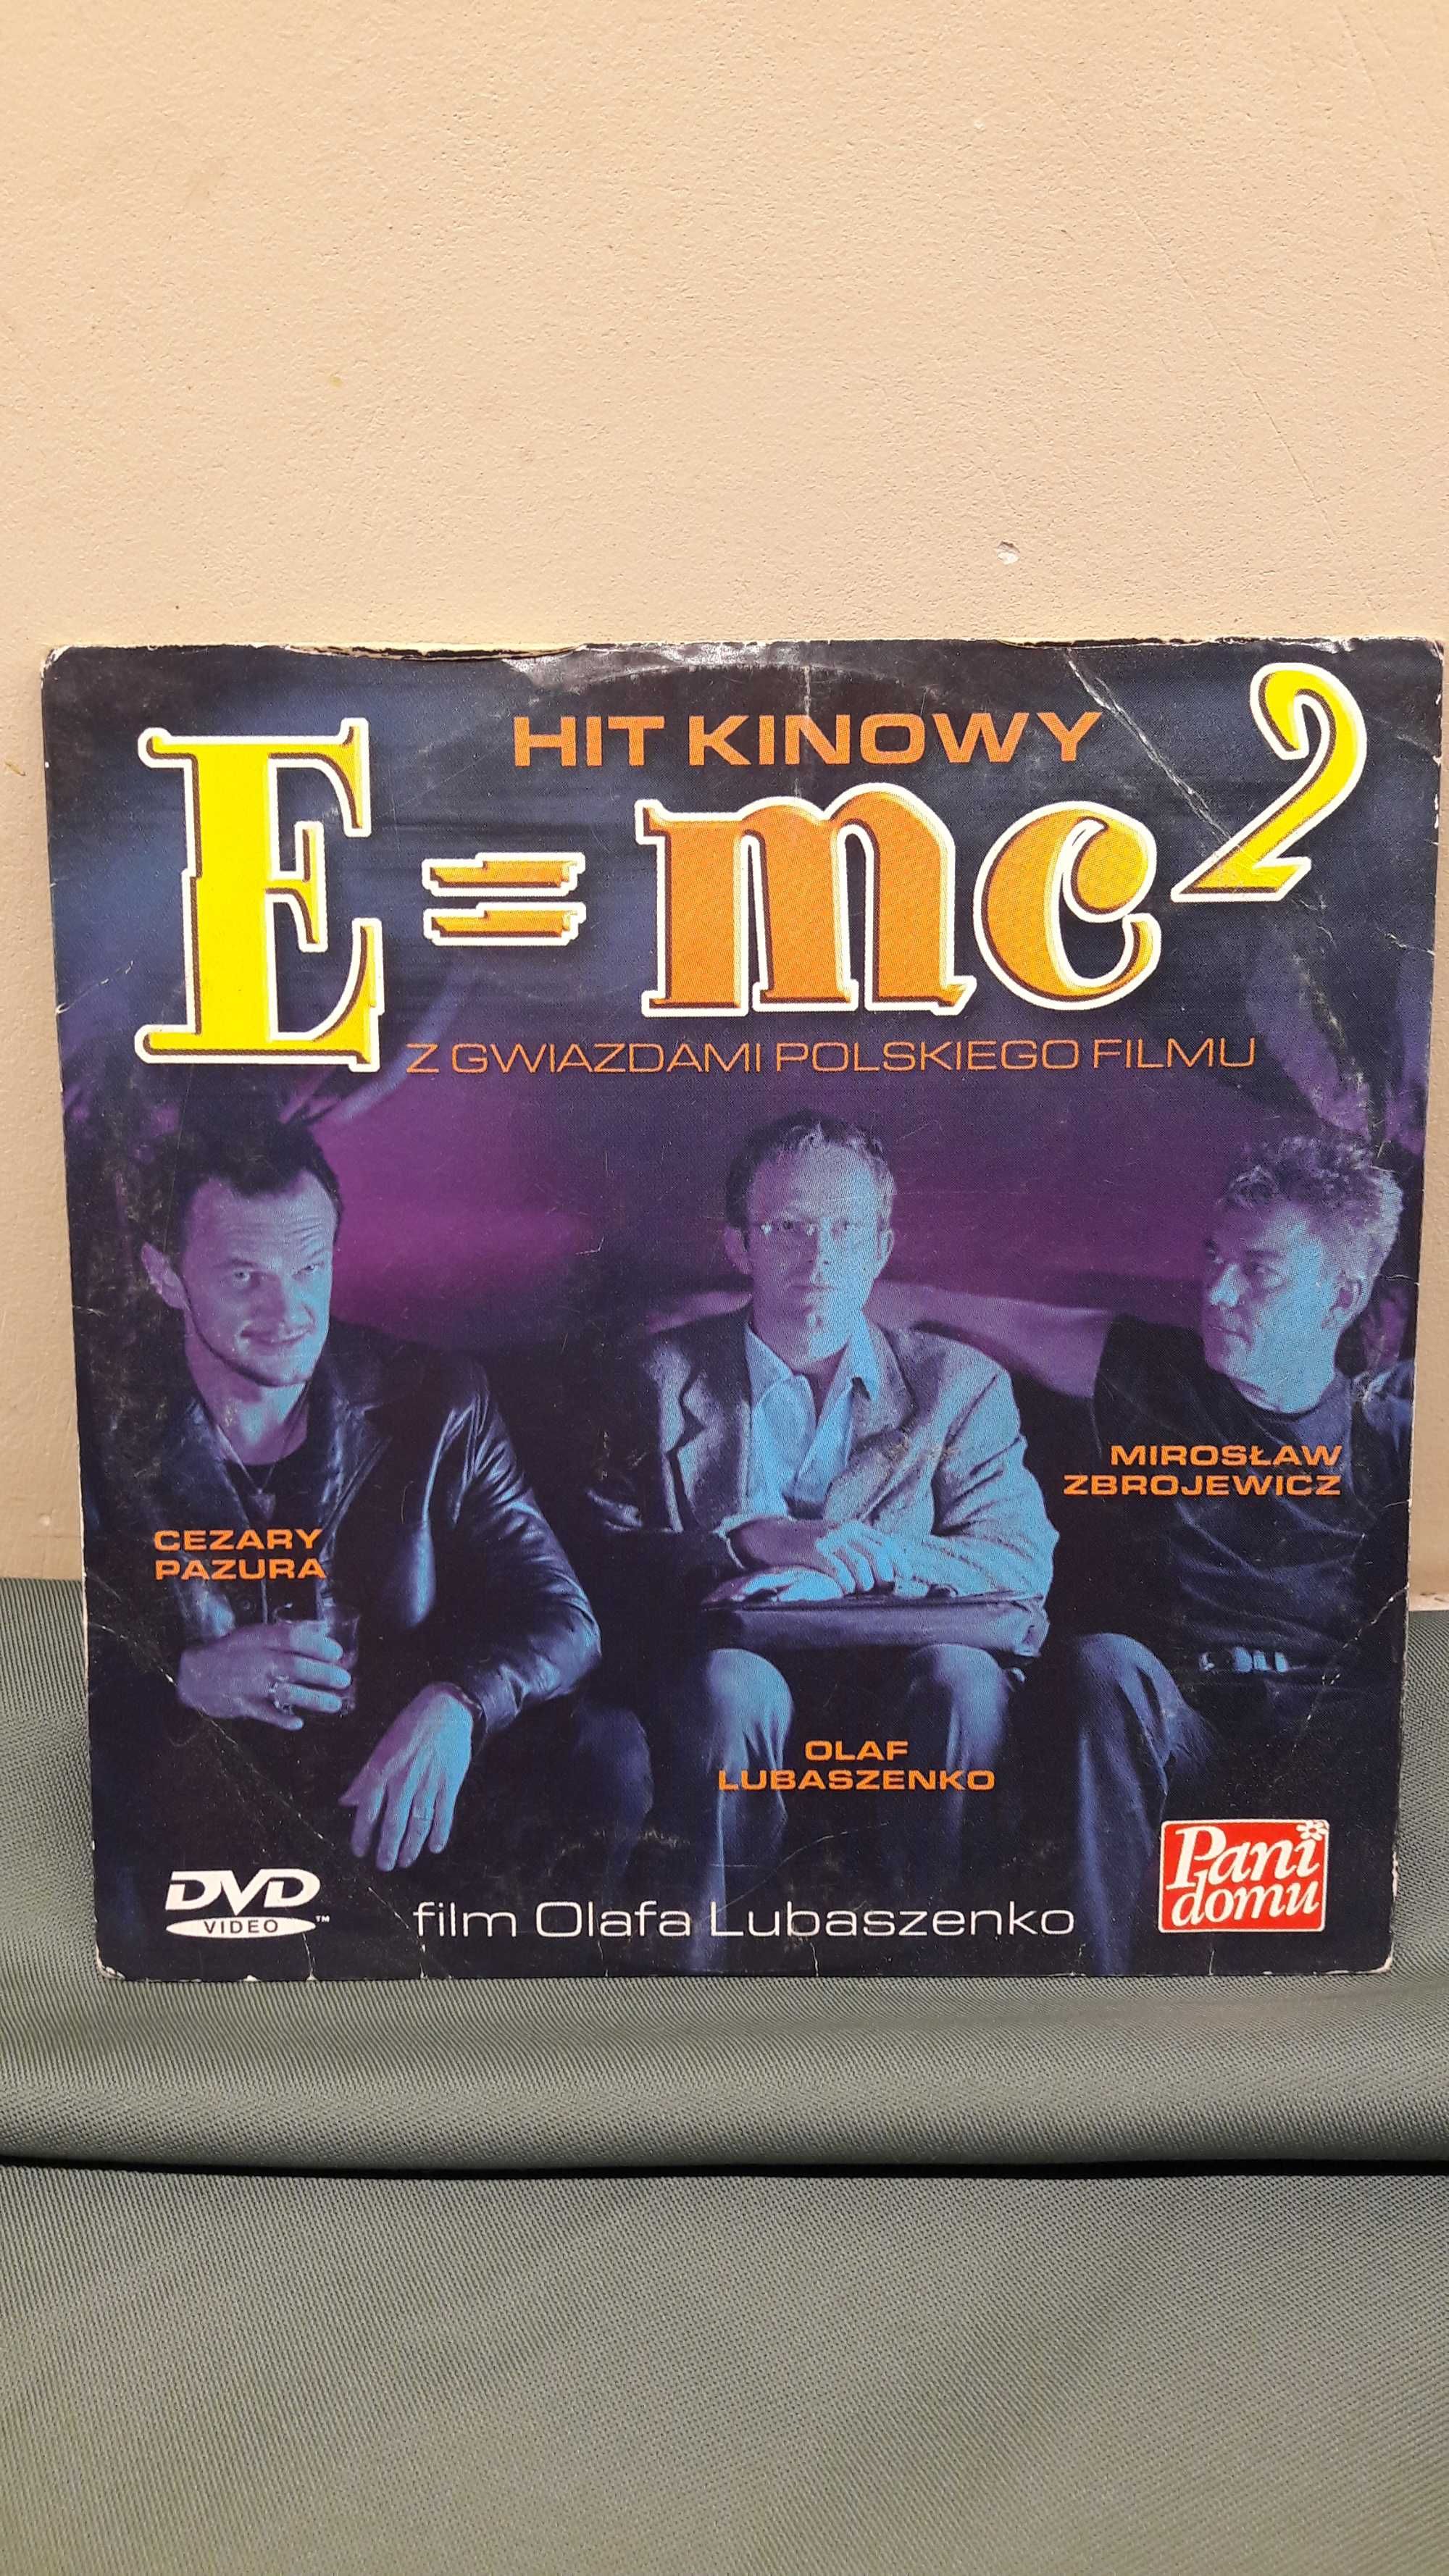 HIT KINOWY
E=mc²
Z GWIAZDAMI POLSKIEGO FILMU
MIROSŁAW
ZBROJEWICZ
CEZARY
PAZURA
OLAF
LUBASZENKO
Pani
domu
DVD
VIDEO ™
film Olafa Lubaszenko